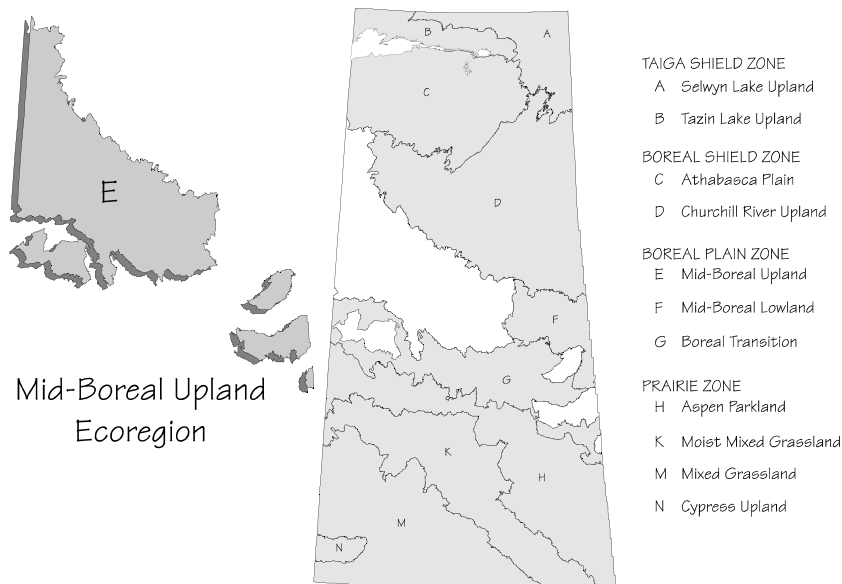 E
Mid-Boreal Upland
Ecoregion
B
A
C
D
F
G
K
H
M
N
TAIGA SHIELD ZONE
A Selwyn Lake Upland
B Tazin Lake Upland
BOREAL SHIELD ZONE
C Athabasca Plain
D Churchill River Upland
BOREAL PLAIN ZONE
E Mid-Boreal Upland
F Mid-Boreal Lowland
G Boreal Transition
PRAIRIE ZONE
H Aspen Parkland
K Moist Mixed Grassland
M Mixed Grassland
N Cypress Upland